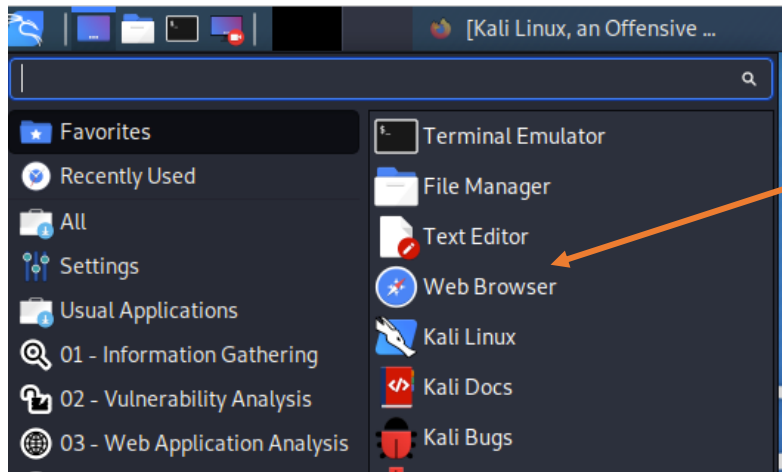 [Kali Linux, an Offensive ...
Favorites
Recently Used
All
Settings
Usual Applications
01 - Information Gathering
02 - Vulnerability Analysis
03 - Web Application Analysis
Terminal Emulator
File Manager
Text Editor
Web Browser
Kali Linux
Kali Docs
Kali Bugs